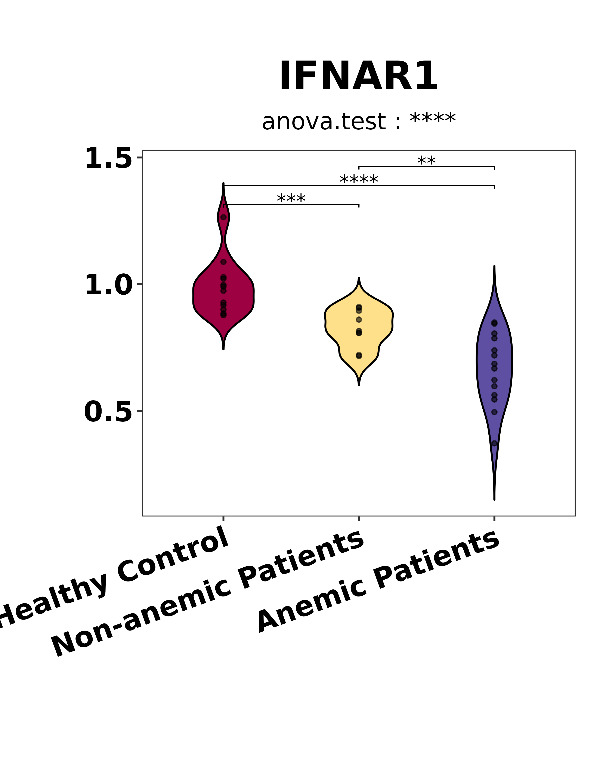 IFNAR1
anova.test : ****
1.5
**
****
***
1.0
0.5
Healthy Control
Non-anemic Patients
Anemic Patients